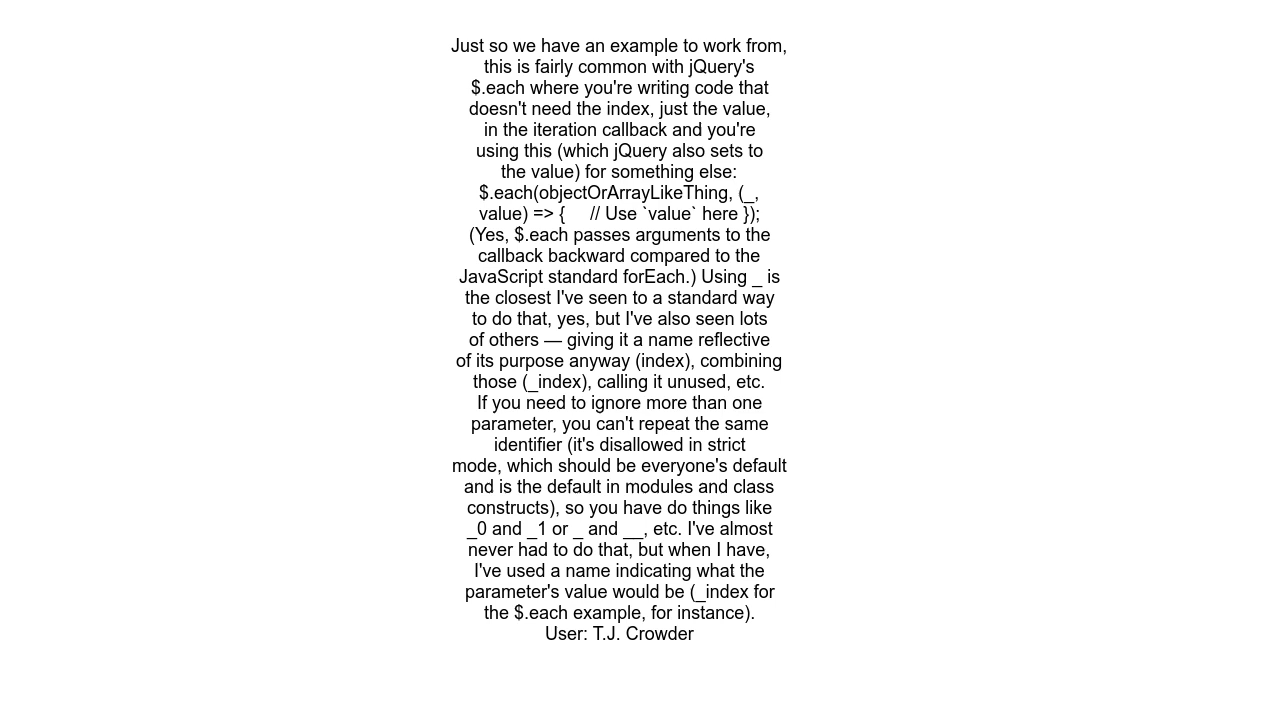 Just so we have an example to work from,
this is fairly common with jQuery's
$.each where you're writing code that
doesn't need the index, just the value,
in the iteration callback and you're
using this (which jQuery also sets to
the value) for something else:
$.each(objectOrArrayLikeThing, (_,
value) => {     // Use `value` here });
(Yes, $.each passes arguments to the
callback backward compared to the
JavaScript standard forEach.) Using _ is
the closest I've seen to a standard way
to do that, yes, but I've also seen lots
of others — giving it a name reflective
of its purpose anyway (index), combining
those (_index), calling it unused, etc.
If you need to ignore more than one
parameter, you can't repeat the same
identifier (it's disallowed in strict
mode, which should be everyone's default
and is the default in modules and class
constructs), so you have do things like
_0 and _1 or _ and __, etc. I've almost
never had to do that, but when I have,
I've used a name indicating what the
parameter's value would be (_index for
the $.each example, for instance).
User: T.J. Crowder